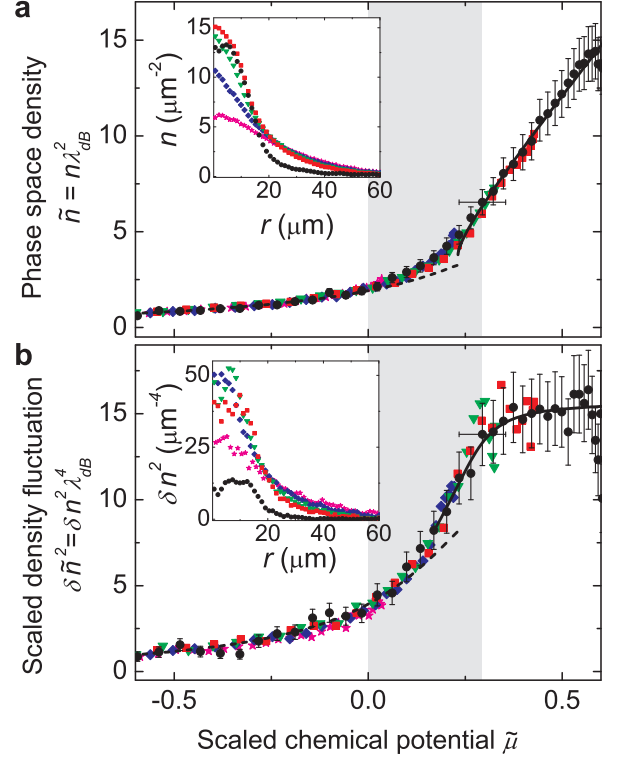 a
15
10
5
0
Phase space density
ñ = nλ²dB
15
10
5
0
n (μm⁻²)
20 40 60
r (μm)
b
15
10
5
0
Scaled density fluctuation
δñ²=δn²λ⁴dB
50
25
0
δn² (μm⁻⁴)
20 40 60
r (μm)
-0.5 0.0 0.5
Scaled chemical potential μ̃